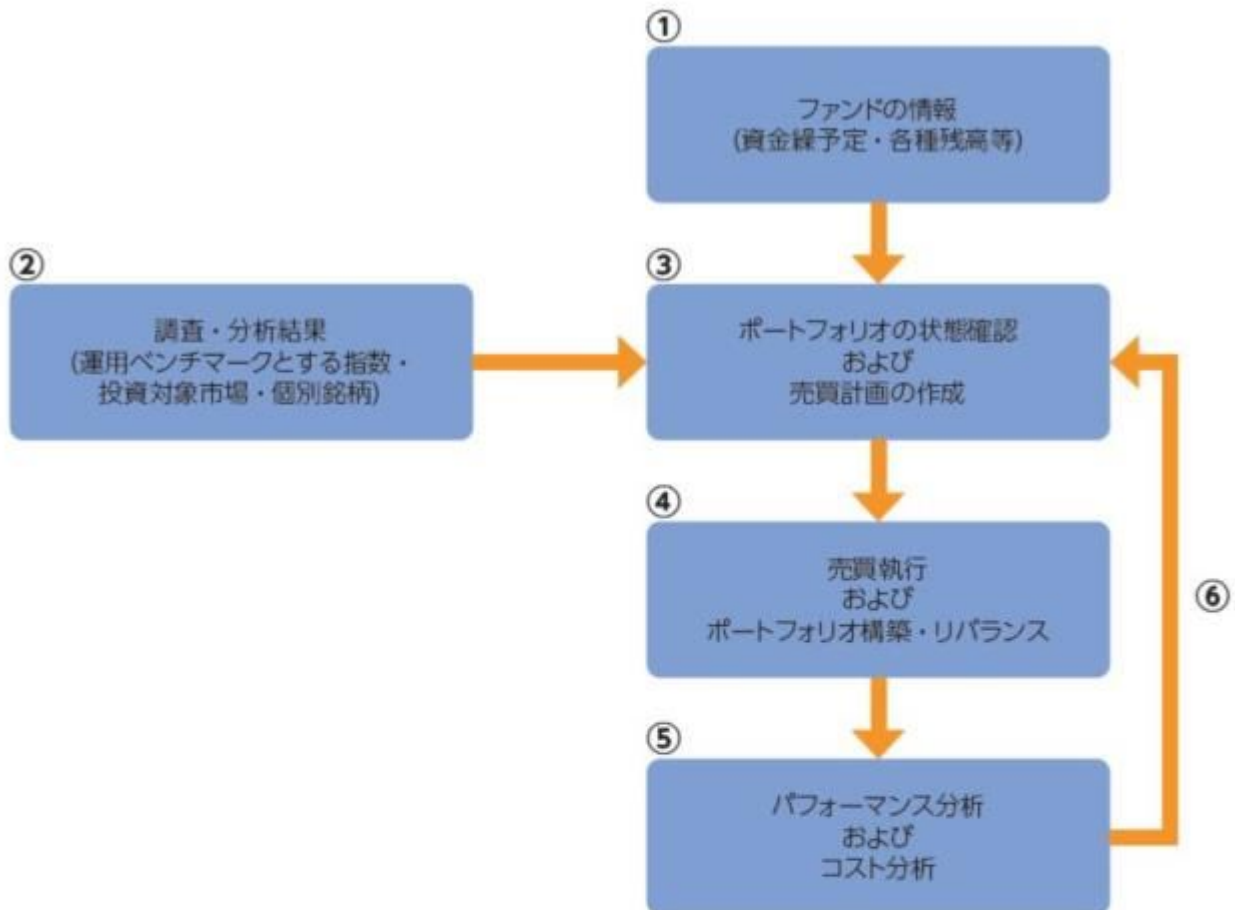 ①
ファンドの情報
(資金繰予定・各種残高等)
②
調査・分析結果
(運用ベンチマークとする指数・
投資対象市場・個別銘柄)
③
ポートフォリオの状態確認
および
売買計画の作成
④
売買執行
および
ポートフォリオ構築・リバランス
⑥
⑤
パフォーマンス分析
および
コスト分析